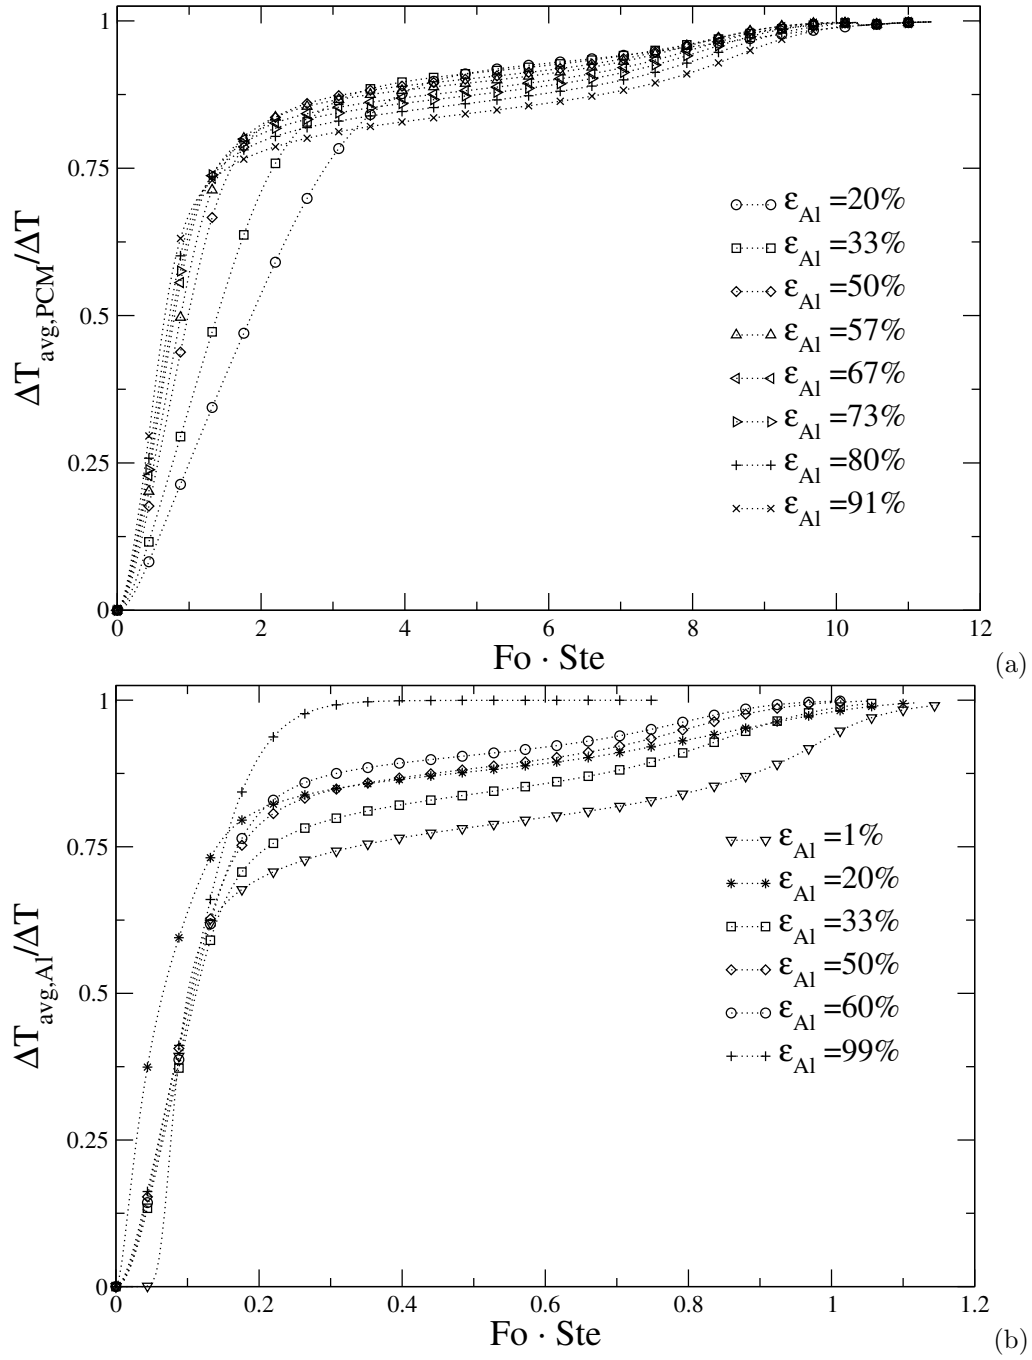 1
0.75
0.5
0.25
0
ΔT_avg,PCM/ΔT
ε_Al =20%
ε_Al =33%
ε_Al =50%
ε_Al =57%
ε_Al =67%
ε_Al =73%
ε_Al =80%
ε_Al =91%
0 2 4 6 8 10 12
Fo · Ste
(a)
1
0.75
0.5
0.25
0
ΔT_avg,Al/ΔT
ε_Al =1%
ε_Al =20%
ε_Al =33%
ε_Al =50%
ε_Al =60%
ε_Al =99%
0 0.2 0.4 0.6 0.8 1 1.2
Fo · Ste
(b)